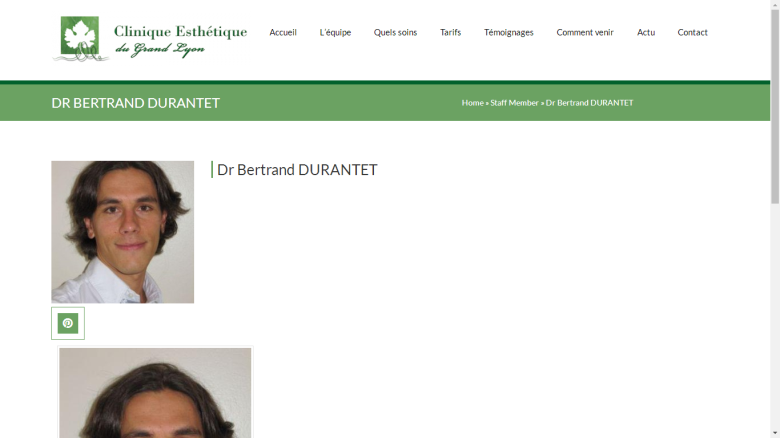 Clinique Esthétique
du Grand Lyon
Accueil
L'équipe
Quels soins
Tarifs
Témoignages
Comment venir
Actu
Contact
DR BERTRAND DURANTET
Home » Staff Member » Dr Bertrand DURANTET
Dr Bertrand DURANTET